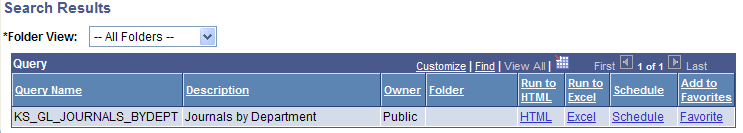 Search Results
*Folder View: -- All Folders --
Query Customize | Find | View All | First 1 of 1 Last
Query Name Description Owner Folder Run to HTML Run to Excel Schedule Add to Favorites
KS_GL_JOURNALS_BYDEPT Journals by Department Public HTML Excel Schedule Favorite